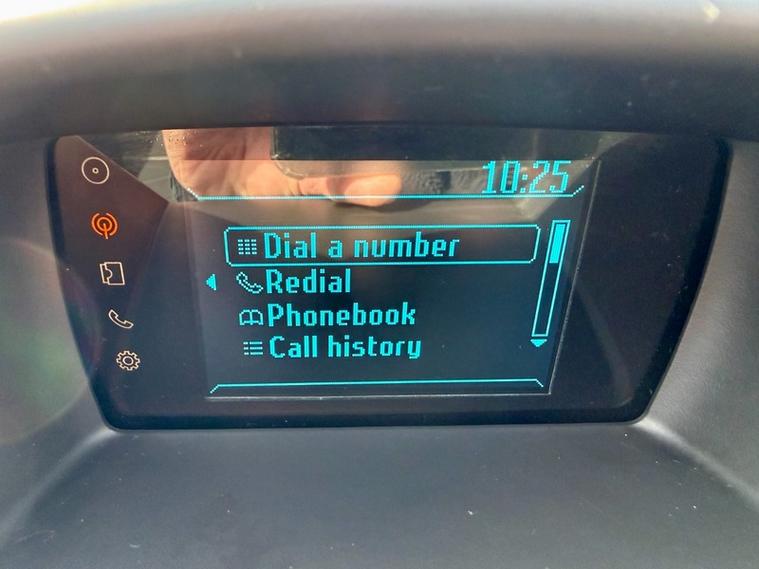 10:25
Dial a number
Redial
Phonebook
Call history